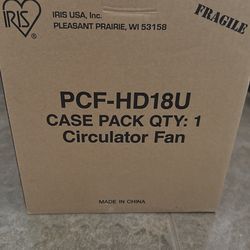 IRIS
IRIS USA, Inc.
PLEASANT PRAIRIE, WI 53158
FRAGILE
PCF-HD18U
CASE PACK QTY: 1
Circulator Fan
MADE IN CHINA